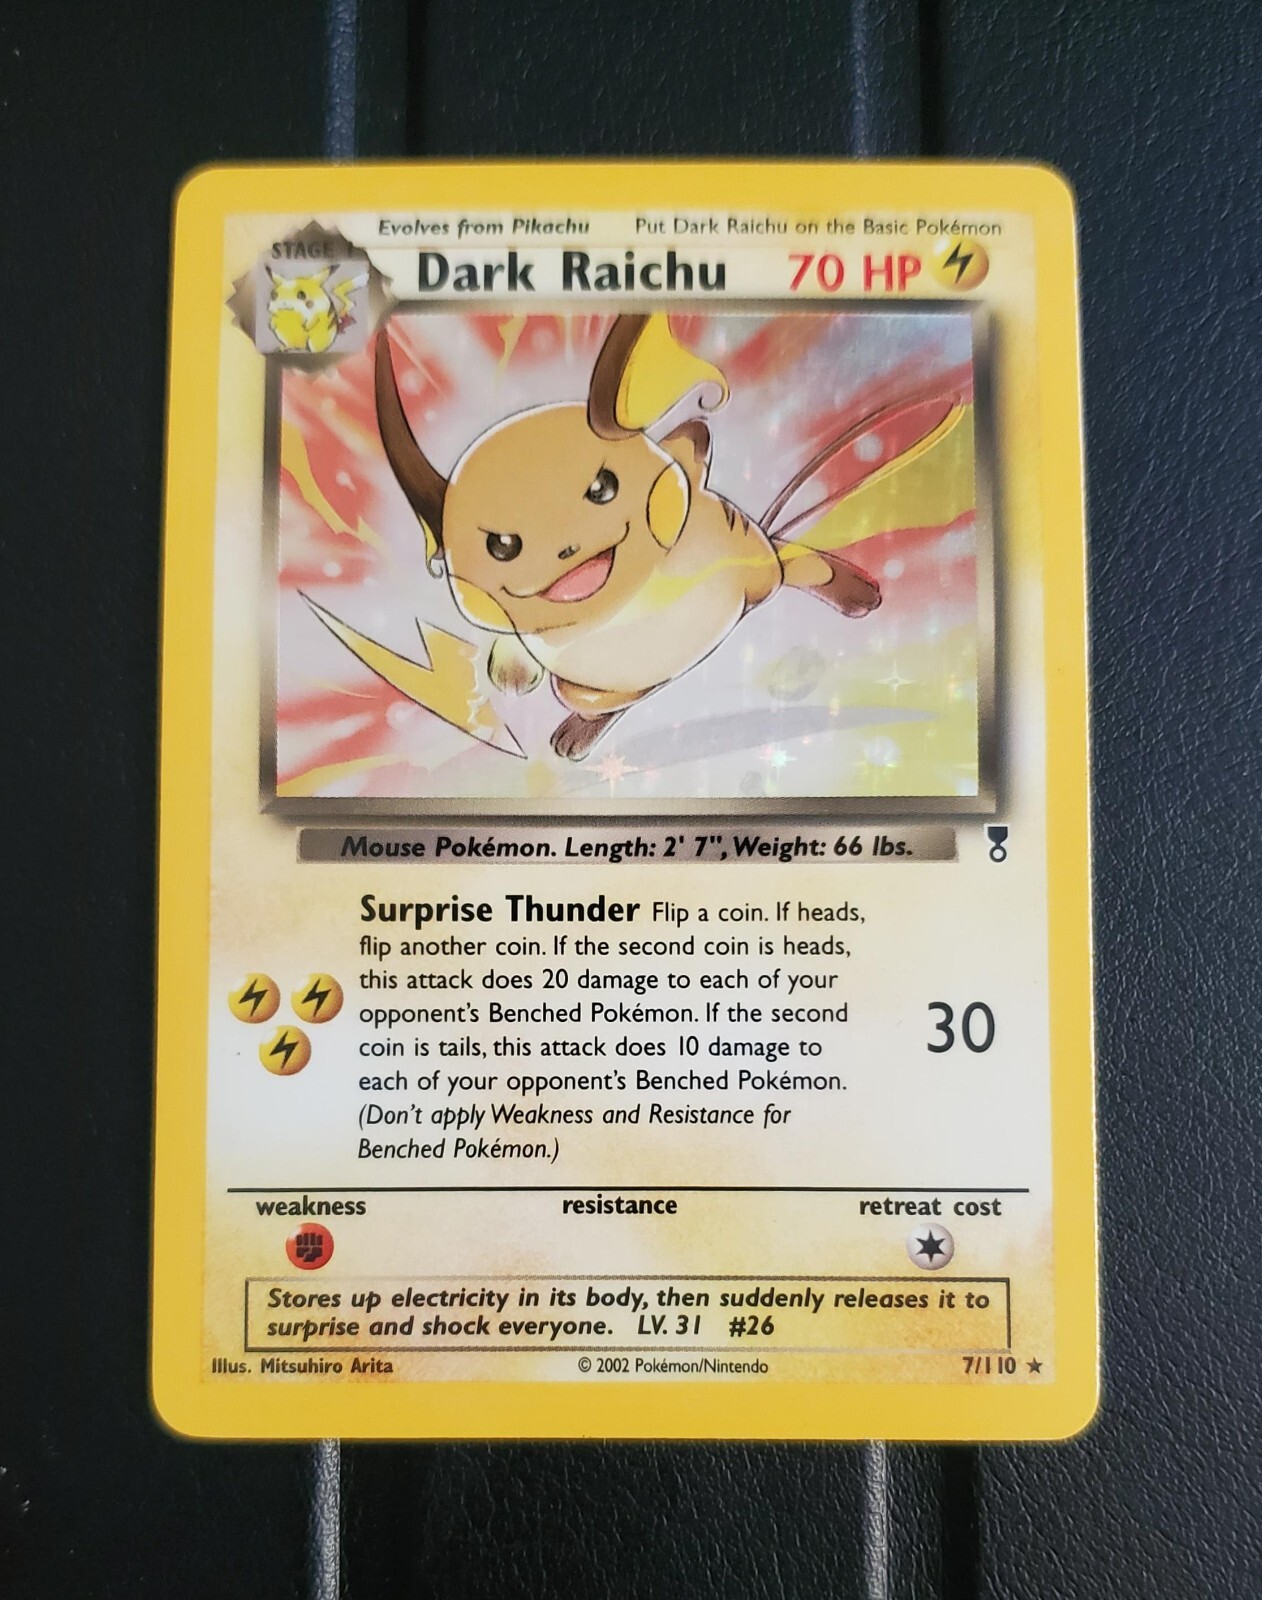 Evolves from Pikachu Put Dark Raichu on the Basic Pokémon
STAGE 1
Dark Raichu 70 HP
Mouse Pokémon. Length: 2' 7", Weight: 66 lbs.
Surprise Thunder Flip a coin. If heads,
flip another coin. If the second coin is heads,
this attack does 20 damage to each of your
opponent's Benched Pokémon. If the second
coin is tails, this attack does 10 damage to
each of your opponent's Benched Pokémon.
(Don't apply Weakness and Resistance for
Benched Pokémon.)
30
weakness resistance retreat cost
Stores up electricity in its body, then suddenly releases it to
surprise and shock everyone. LV. 31 #26
Illus. Mitsuhiro Arita © 2002 Pokémon/Nintendo 7/110 ★